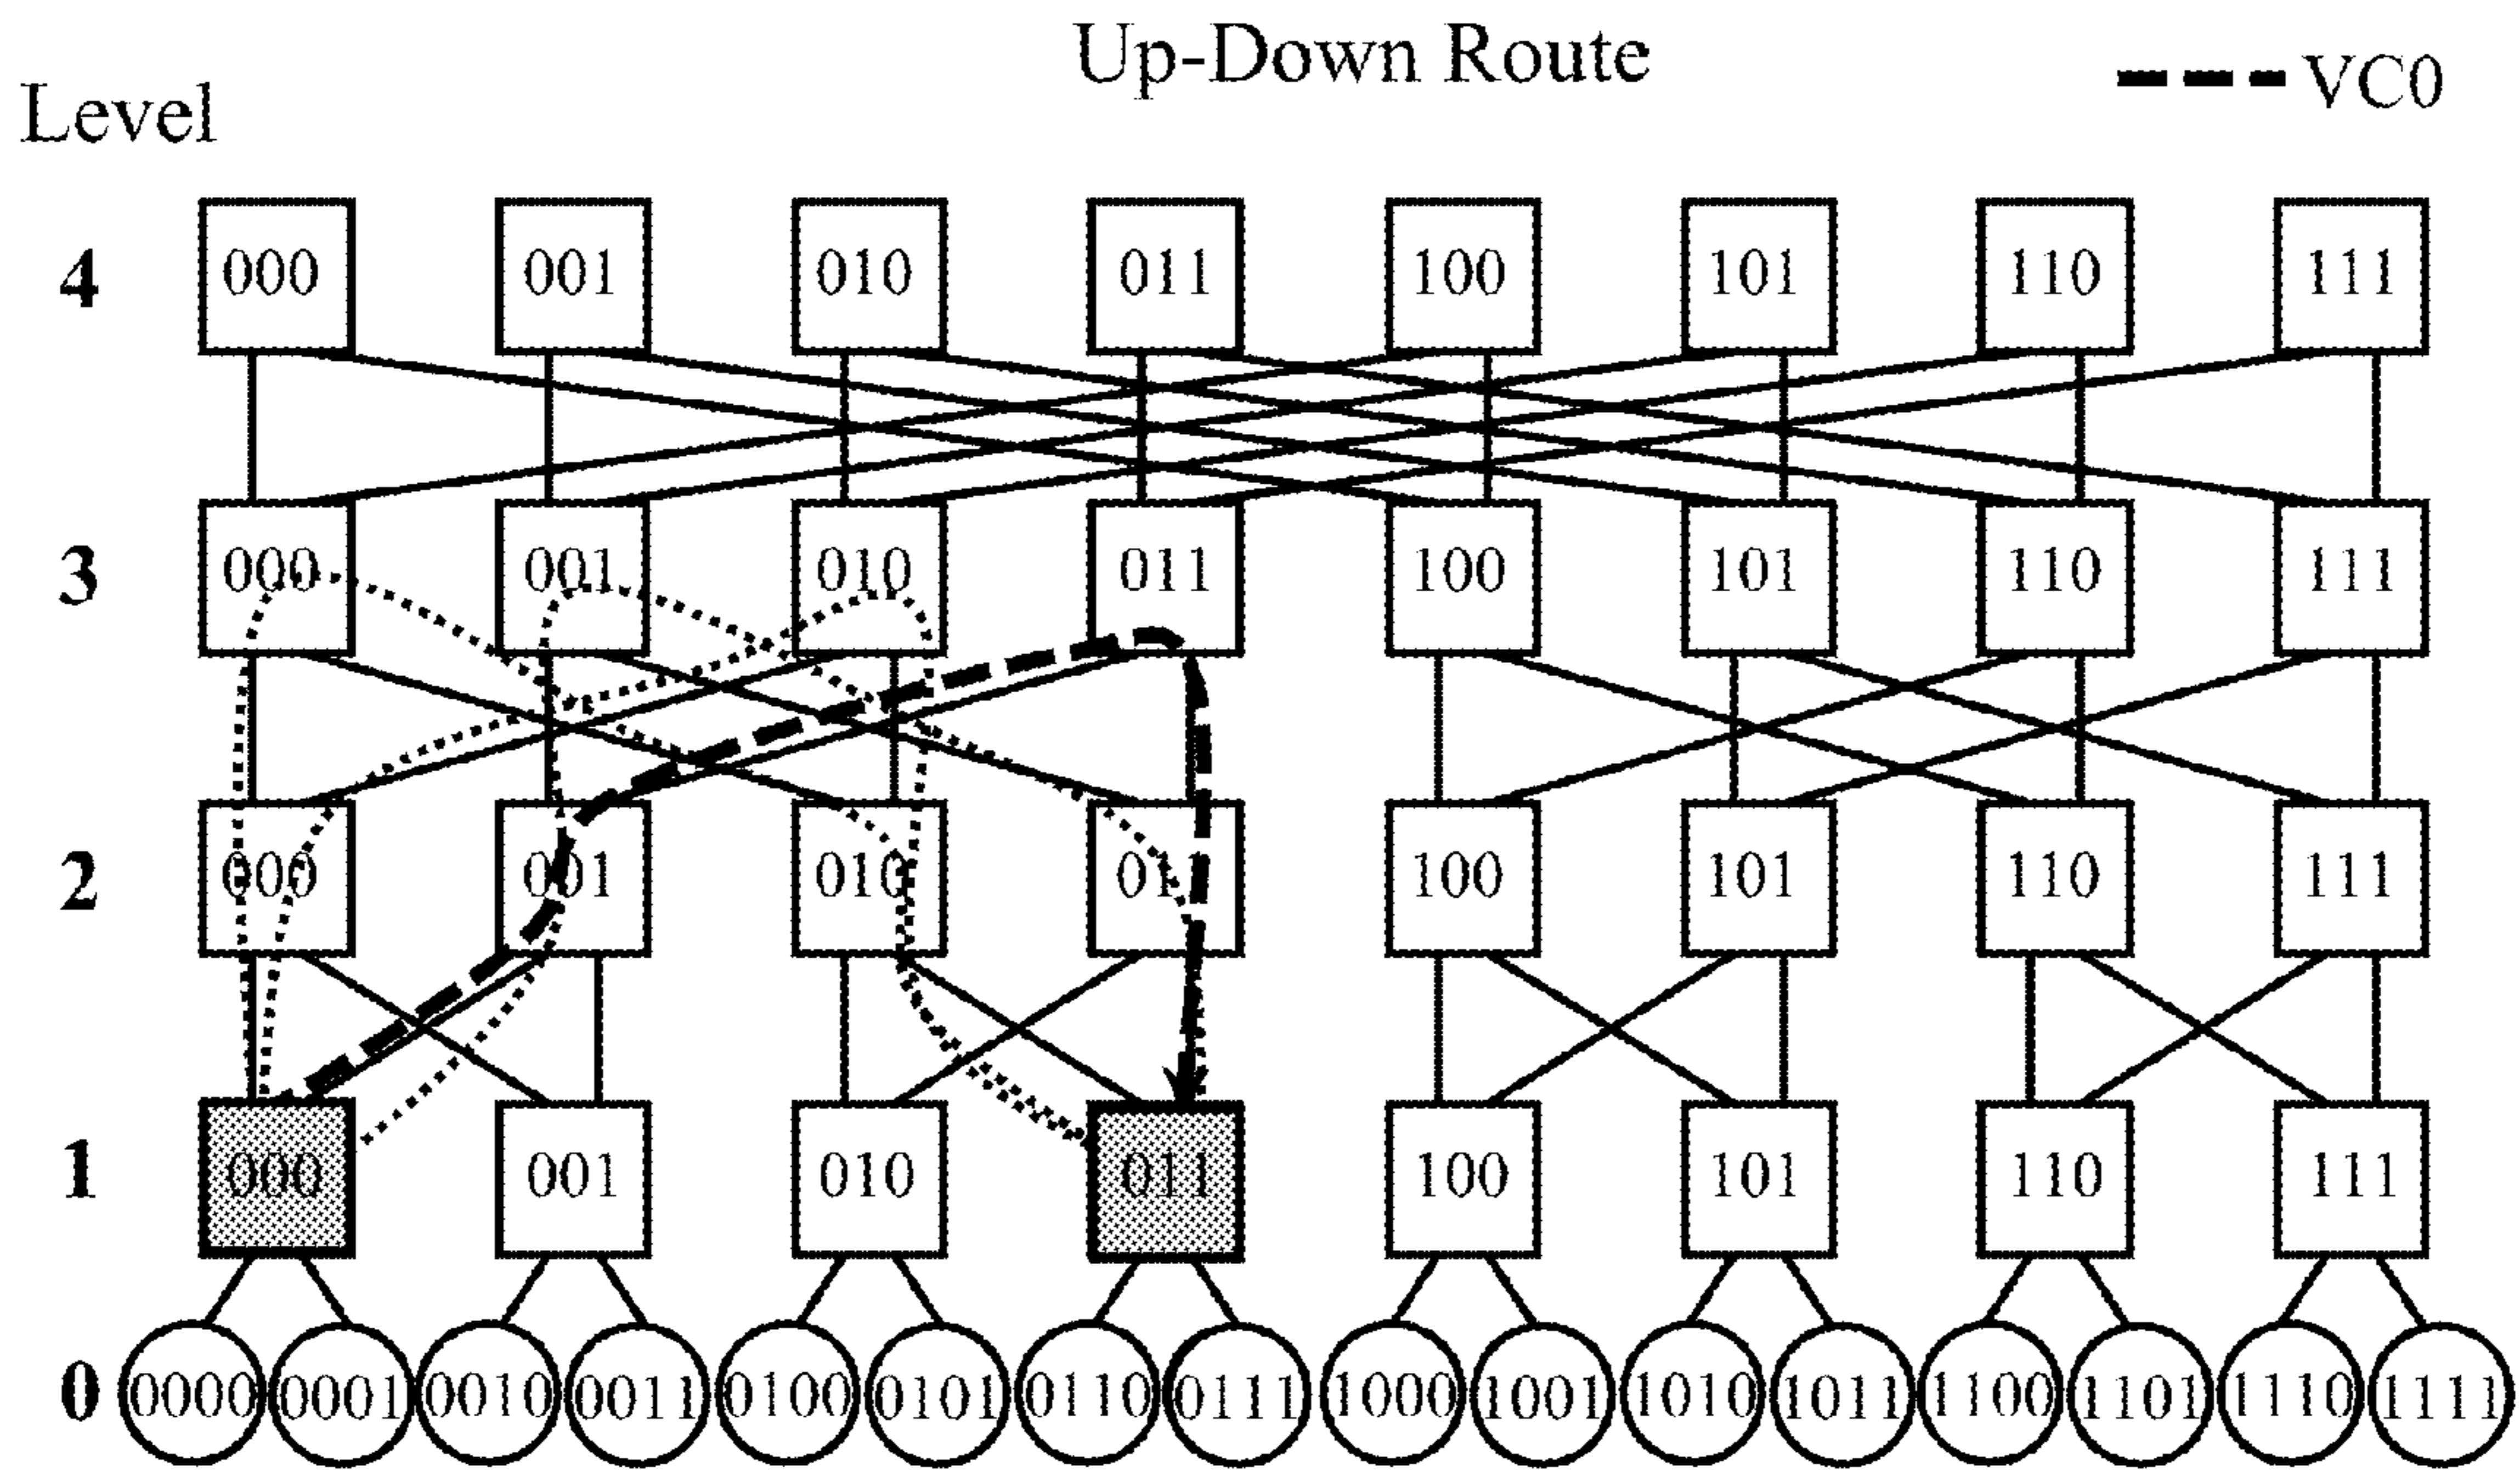 Up-Down Route
VC0
Level
4 000 001 010 011 100 101 110 111
3 000 001 010 011 100 101 110 111
2 000 001 010 011 100 101 110 111
1 000 001 010 011 100 101 110 111
0 0000 0001 0010 0011 0100 0101 0110 0111 1000 1001 1010 1011 1100 1101 1110 1111